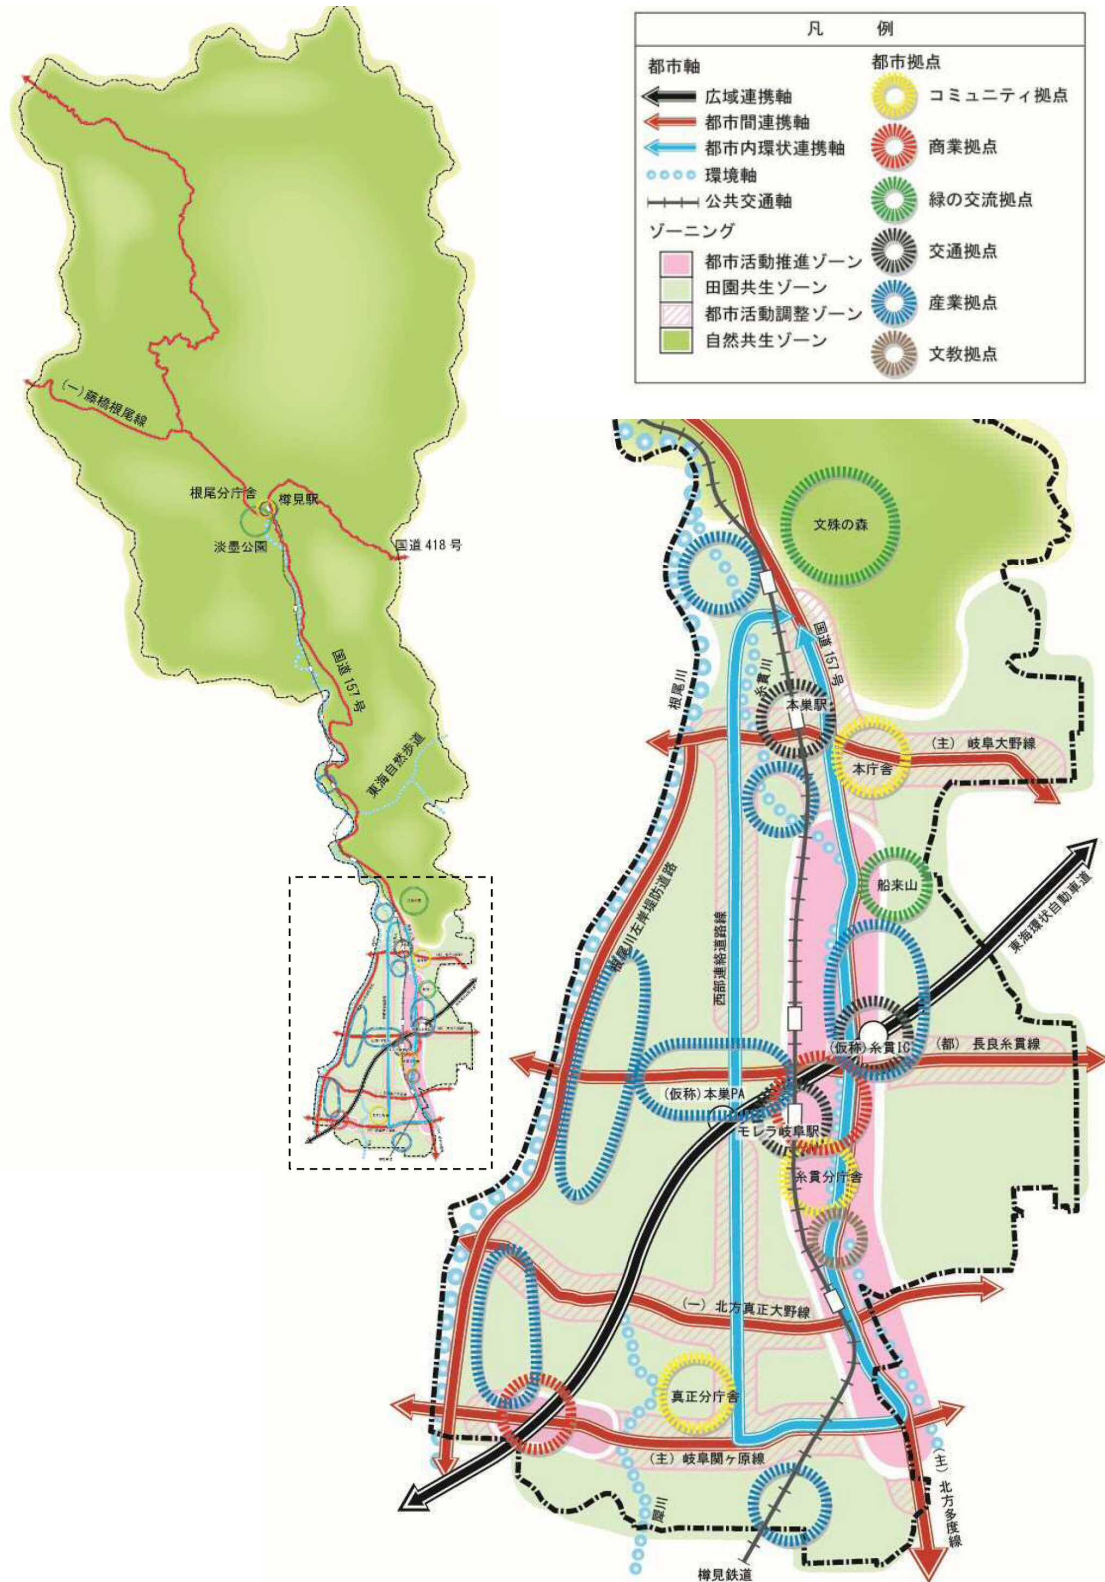 凡 例
都市軸
広域連携軸
都市間連携軸
都市内環状連携軸
環境軸
公共交通軸
ゾーニング
都市活動推進ゾーン
田園共生ゾーン
都市活動調整ゾーン
自然共生ゾーン
都市拠点
コミュニティ拠点
商業拠点
緑の交流拠点
交通拠点
産業拠点
文教拠点
(一)藤橋根尾線
根尾分庁舎
樽見駅
淡墨公園
国道418号
国道157号
東海自然歩道
文殊の森
国道157号
根尾川
糸貫川
本巣駅
本庁舎
(主) 岐阜大野線
船来山
東海環状自動車道
根尾川左岸堤防道路
西部連絡道路線
(仮称)糸貫IC
(都) 長良糸貫線
(仮称)本巣PA
モレラ岐阜駅
糸貫分庁舎
(一) 北方真正大野線
真正分庁舎
(主) 岐阜関ヶ原線
(主)北方多度線
犀川
樽見鉄道